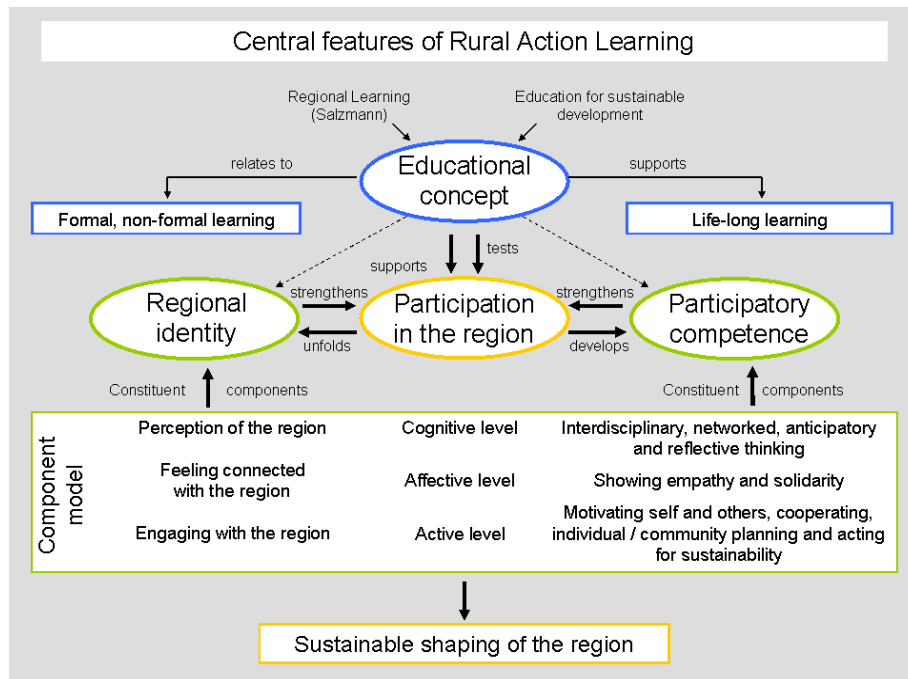 Central features of Rural Action Learning
Regional Learning
(Salzmann)
Education for sustainable
development
relates to
Educational
concept
supports
Formal, non-formal learning
Life-long learning
supports
tests
Regional
identity
strengthens
unfolds
Participation
in the region
strengthens
develops
Participatory
competence
Constituent
components
Constituent
components
Component
model
Perception of the region
Cognitive level
Interdisciplinary, networked, anticipatory
and reflective thinking
Feeling connected
with the region
Affective level
Showing empathy and solidarity
Engaging with the region
Active level
Motivating self and others, cooperating,
individual / community planning and acting
for sustainability
Sustainable shaping of the region